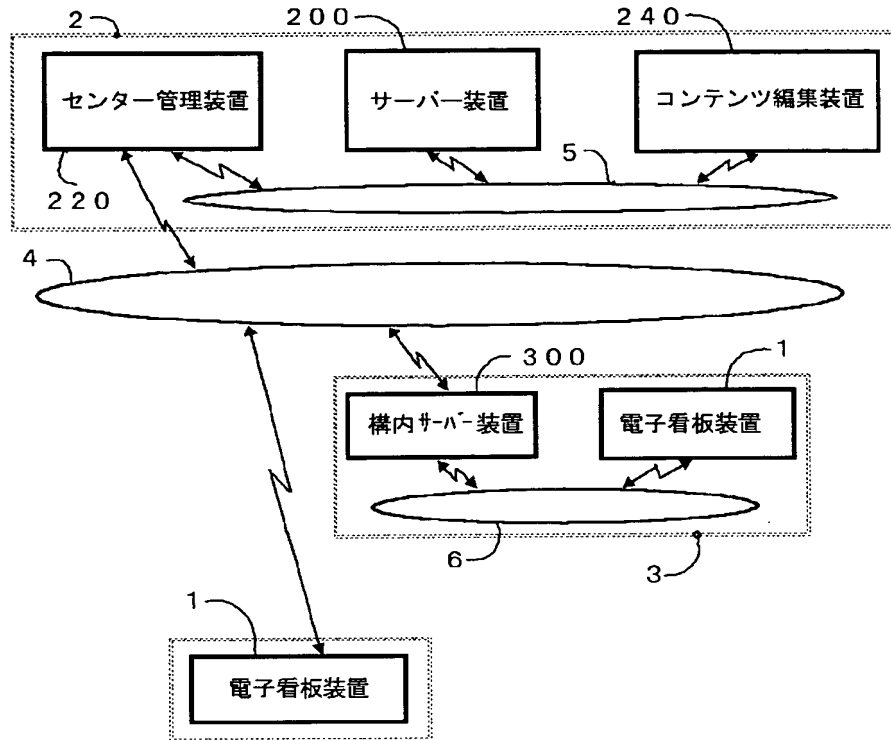 2
200
240
センター管理装置
サーバー装置
コンテンツ編集装置
220
5
4
300
1
構内サーバー装置
電子看板装置
6
3
1
電子看板装置